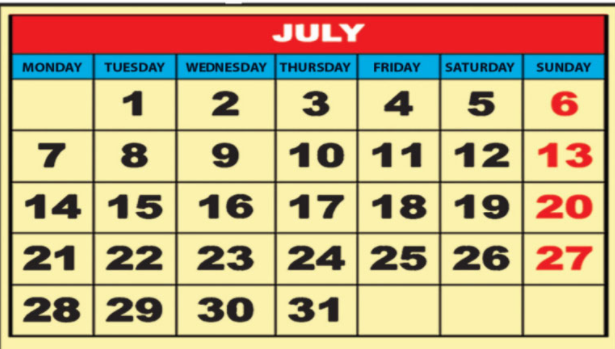 JULY
MONDAY TUESDAY WEDNESDAY THURSDAY FRIDAY SATURDAY SUNDAY
1 2 3 4 5 6
7 8 9 10 11 12 13
14 15 16 17 18 19 20
21 22 23 24 25 26 27
28 29 30 31